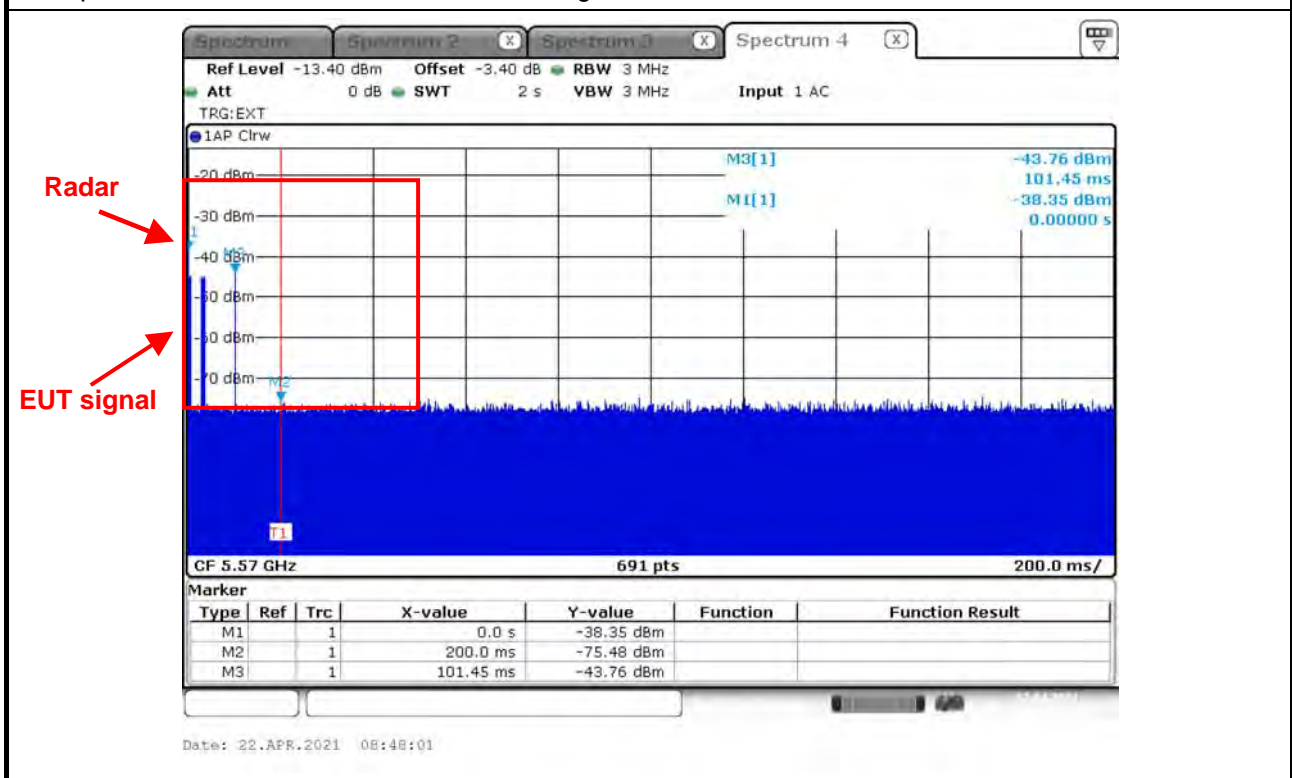 Spectrum Spectrum 2 X Spectrum 3 X Spectrum 4 X
Ref Level -13.40 dBm Offset -3.40 dB RBW 3 MHz
Att 0 dB SWT 2 s VBW 3 MHz Input 1 AC
TRG:EXT
1AP Clrw
M3[1] -43.76 dBm
101.45 ms
M1[1] -38.35 dBm
0.00000 s
-20 dBm
Radar
-30 dBm
-40 dBm
-50 dBm
-60 dBm
-70 dBm
M2
EUT signal
T1
CF 5.57 GHz 691 pts 200.0 ms/
Marker
Type Ref Trc X-value Y-value Function Function Result
M1 1 0.0 s -38.35 dBm
M2 1 200.0 ms -75.48 dBm
M3 1 101.45 ms -43.76 dBm
Date: 22.APR.2021 08:48:01